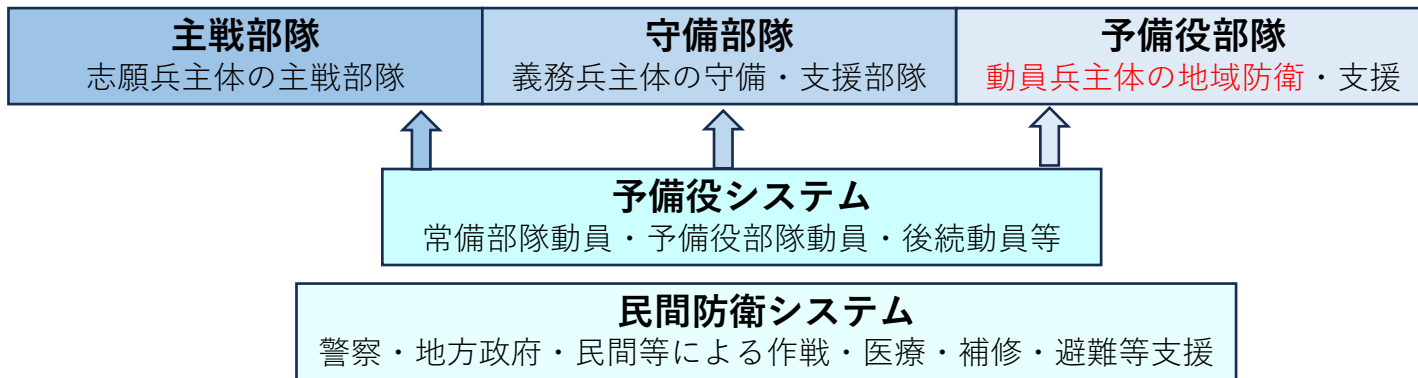 主戦部隊
志願兵主体の主戦部隊
守備部隊
義務兵主体の守備・支援部隊
予備役部隊
動員兵主体の地域防衛・支援
予備役システム
常備部隊動員・予備役部隊動員・後続動員等
民間防衛システム
警察・地方政府・民間等による作戦・医療・補修・避難等支援